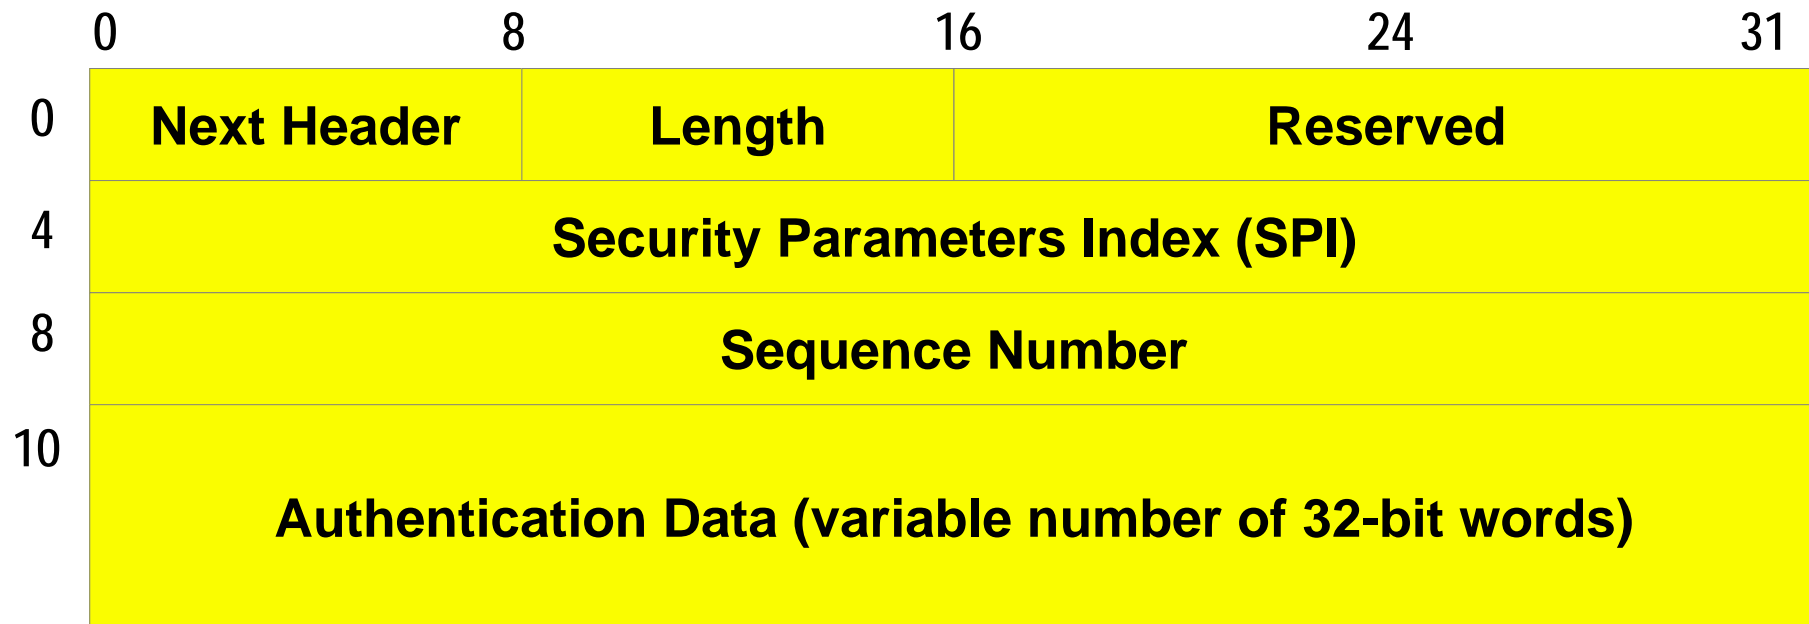 0 8 16 24 31
0 Next Header Length Reserved
4 Security Parameters Index (SPI)
8 Sequence Number
10
Authentication Data (variable number of 32-bit words)